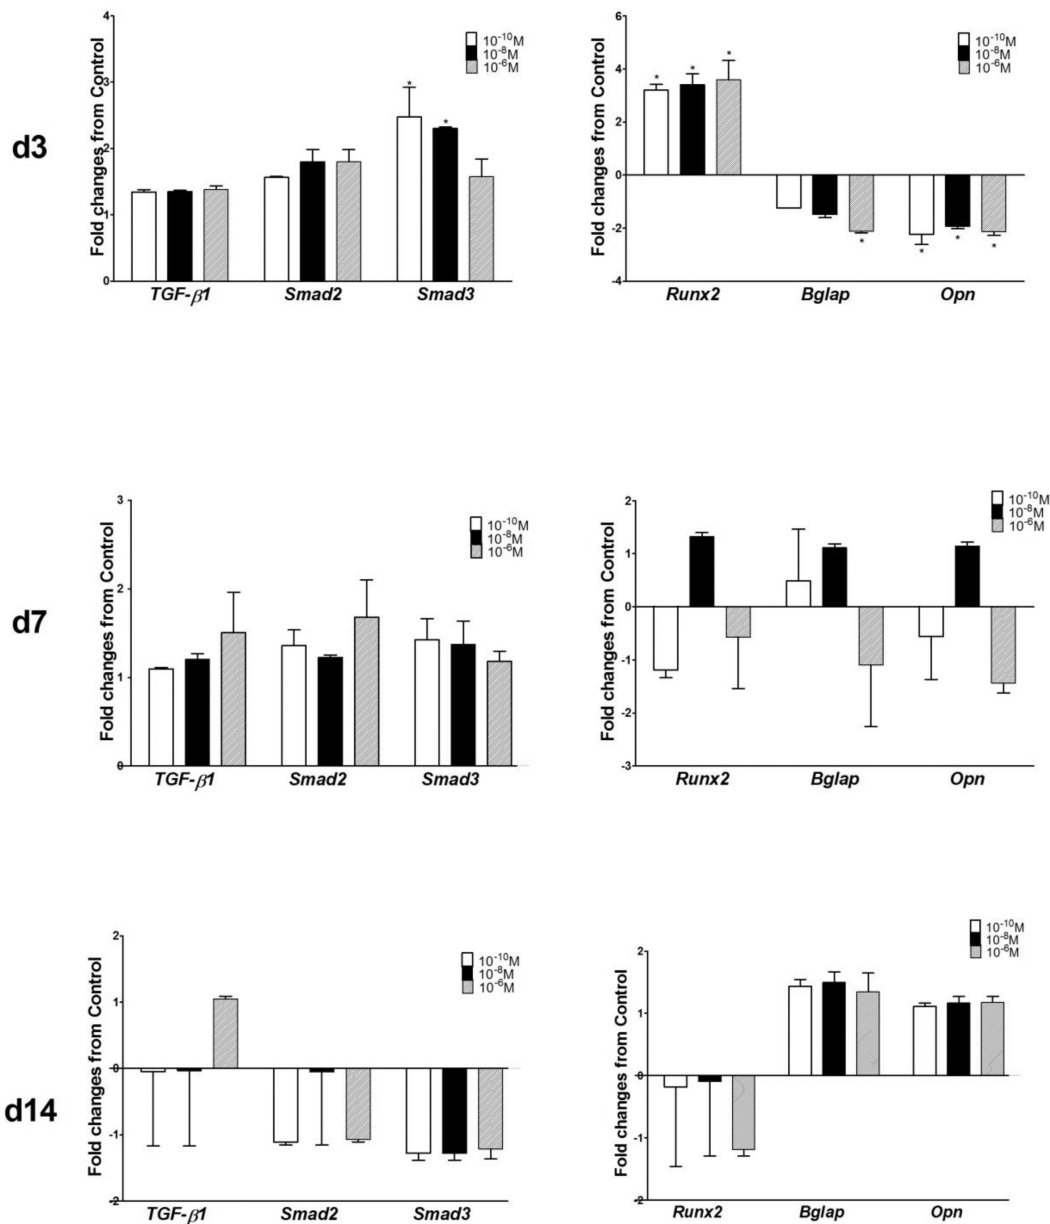 d3
Fold changes from Control
4
3
2
1
0
10⁻¹⁰M
10⁻⁸M
10⁻⁶M
* *
TGF-β1 Smad2 Smad3
Fold changes from Control
6
4
2
0
-2
-4
10⁻¹⁰M
10⁻⁸M
10⁻⁶M
* * *
* * * *
Runx2 Bglap Opn
d7
Fold changes from Control
3
2
1
0
10⁻¹⁰M
10⁻⁸M
10⁻⁶M
TGF-β1 Smad2 Smad3
Fold changes from Control
2
1
0
-1
-2
-3
10⁻¹⁰M
10⁻⁸M
10⁻⁶M
Runx2 Bglap Opn
d14
Fold changes from Control
2
1
0
-1
-2
10⁻¹⁰M
10⁻⁸M
10⁻⁶M
TGF-β1 Smad2 Smad3
Fold changes from Control
2
1
0
-1
-2
10⁻¹⁰M
10⁻⁸M
10⁻⁶M
Runx2 Bglap Opn